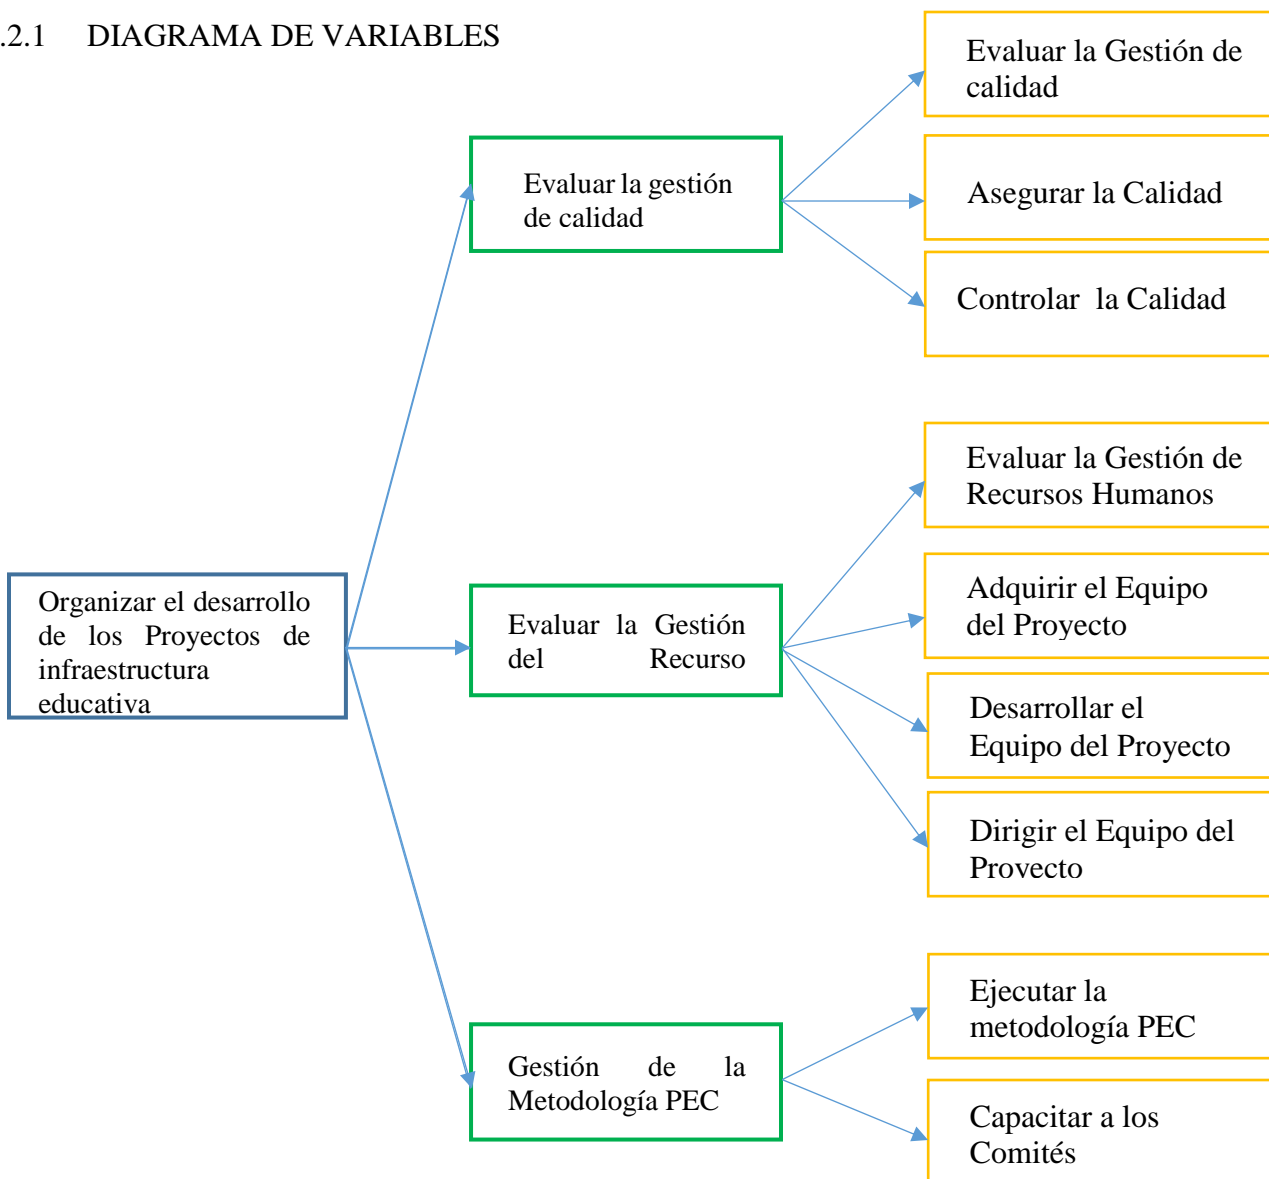 .2.1 DIAGRAMA DE VARIABLES
Evaluar la Gestión de
calidad
Evaluar la gestión
de calidad
Asegurar la Calidad
Controlar la Calidad
Evaluar la Gestión de
Recursos Humanos
Organizar el desarrollo
de los Proyectos de
infraestructura
educativa
Evaluar la Gestión
del Recurso
Adquirir el Equipo
del Proyecto
Desarrollar el
Equipo del Proyecto
Dirigir el Equipo del
Proyecto
Gestión de la
Metodología PEC
Ejecutar la
metodología PEC
Capacitar a los
Comités